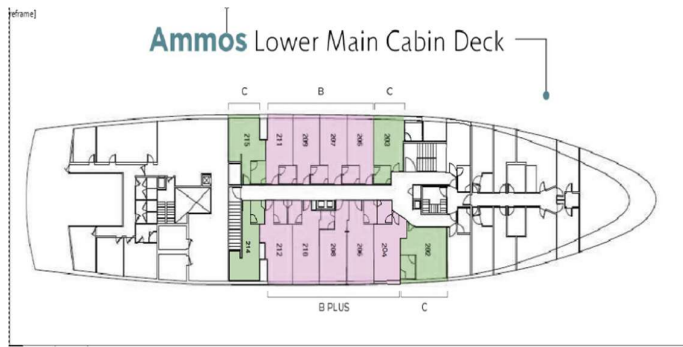 reframe]
Ammos Lower Main Cabin Deck
C B C
215 211 209 207 205 203
214 212 210 208 206 204 202
B PLUS C